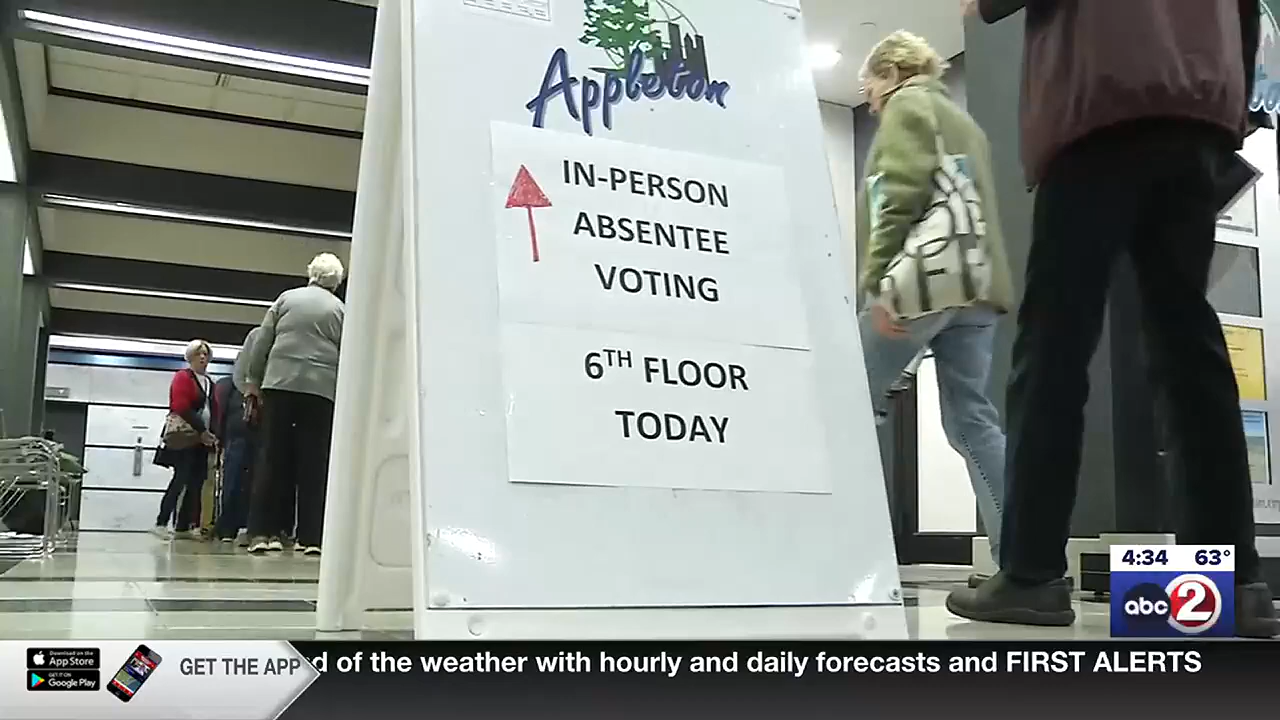 Appleton
IN-PERSON
ABSENTEE
VOTING
6TH FLOOR
TODAY
4:34 63°
abc 2
Download on the
App Store
GET IT ON
Google Play
GET THE APP
d of the weather with hourly and daily forecasts and FIRST ALERTS